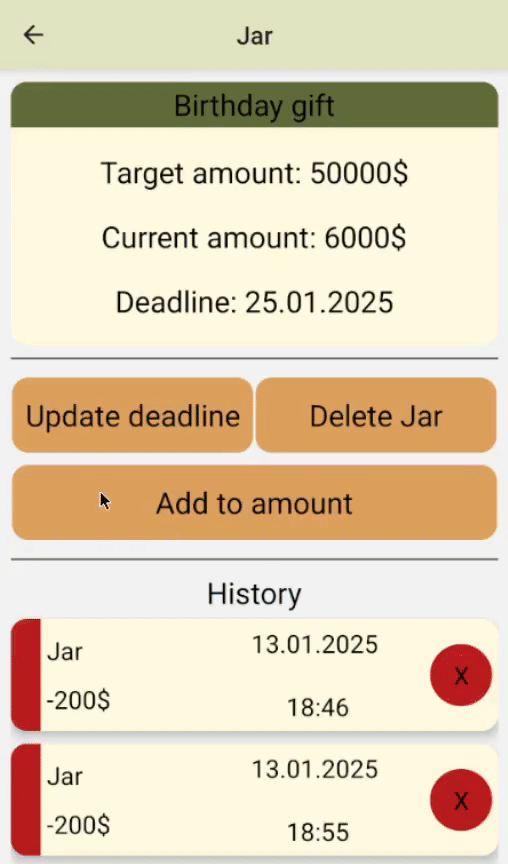 Jar
Birthday gift
Target amount: 50000$
Current amount: 6000$
Deadline: 25.01.2025
Update deadline
Delete Jar
Add to amount
History
Jar
13.01.2025
X
-200$
18:46
Jar
13.01.2025
X
-200$
18:55